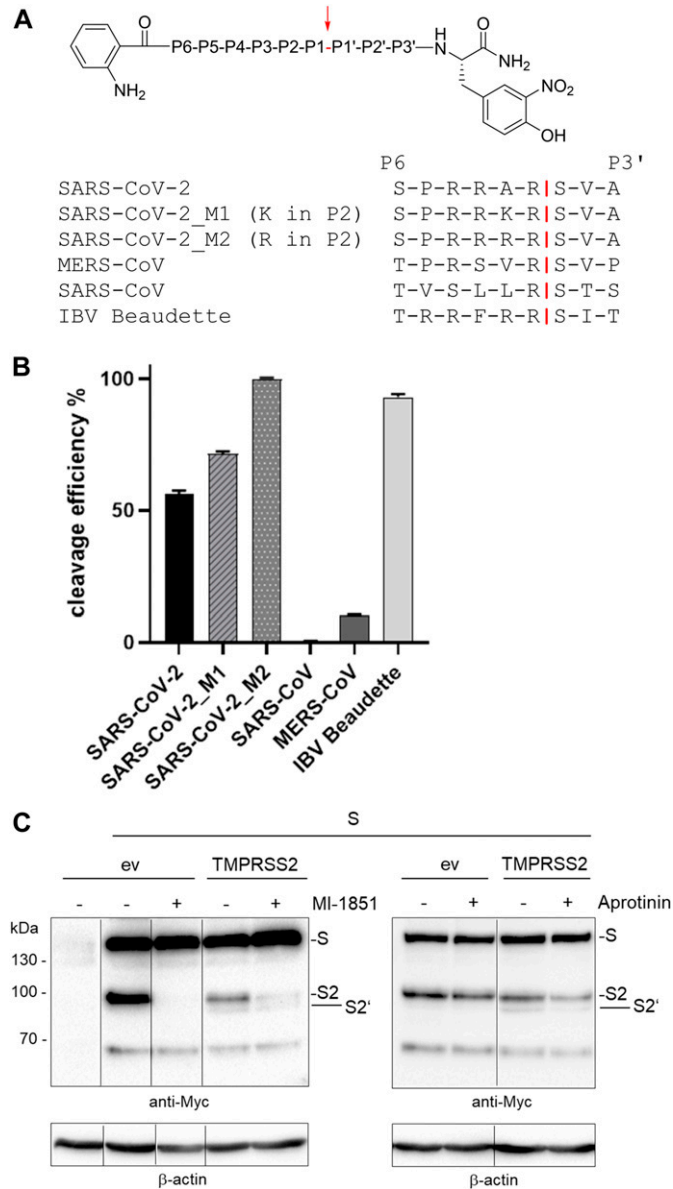 A
O
P6-P5-P4-P3-P2-P1-P1'-P2'-P3'
H
N
O
NH2
NH2
NO2
OH
P6 P3'
SARS-CoV-2 S-P-R-R-A-R|S-V-A
SARS-CoV-2_M1 (K in P2) S-P-R-R-K-R|S-V-A
SARS-CoV-2_M2 (R in P2) S-P-R-R-R-R|S-V-A
MERS-CoV T-P-R-S-V-R|S-V-P
SARS-CoV T-V-S-L-L-R|S-T-S
IBV Beaudette T-R-R-F-R-R|S-I-T
B
cleavage efficiency %
100
50
0
SARS-CoV-2
SARS-CoV-2_M1
SARS-CoV-2_M2
SARS-CoV
MERS-CoV
IBV Beaudette
C
S
ev TMPRSS2
- - + - + MI-1851
kDa
130 -
100 -
70 -
-S
-S2
S2‘
anti-Myc
β-actin
ev TMPRSS2
- + - + Aprotinin
-S
-S2
S2‘
anti-Myc
β-actin